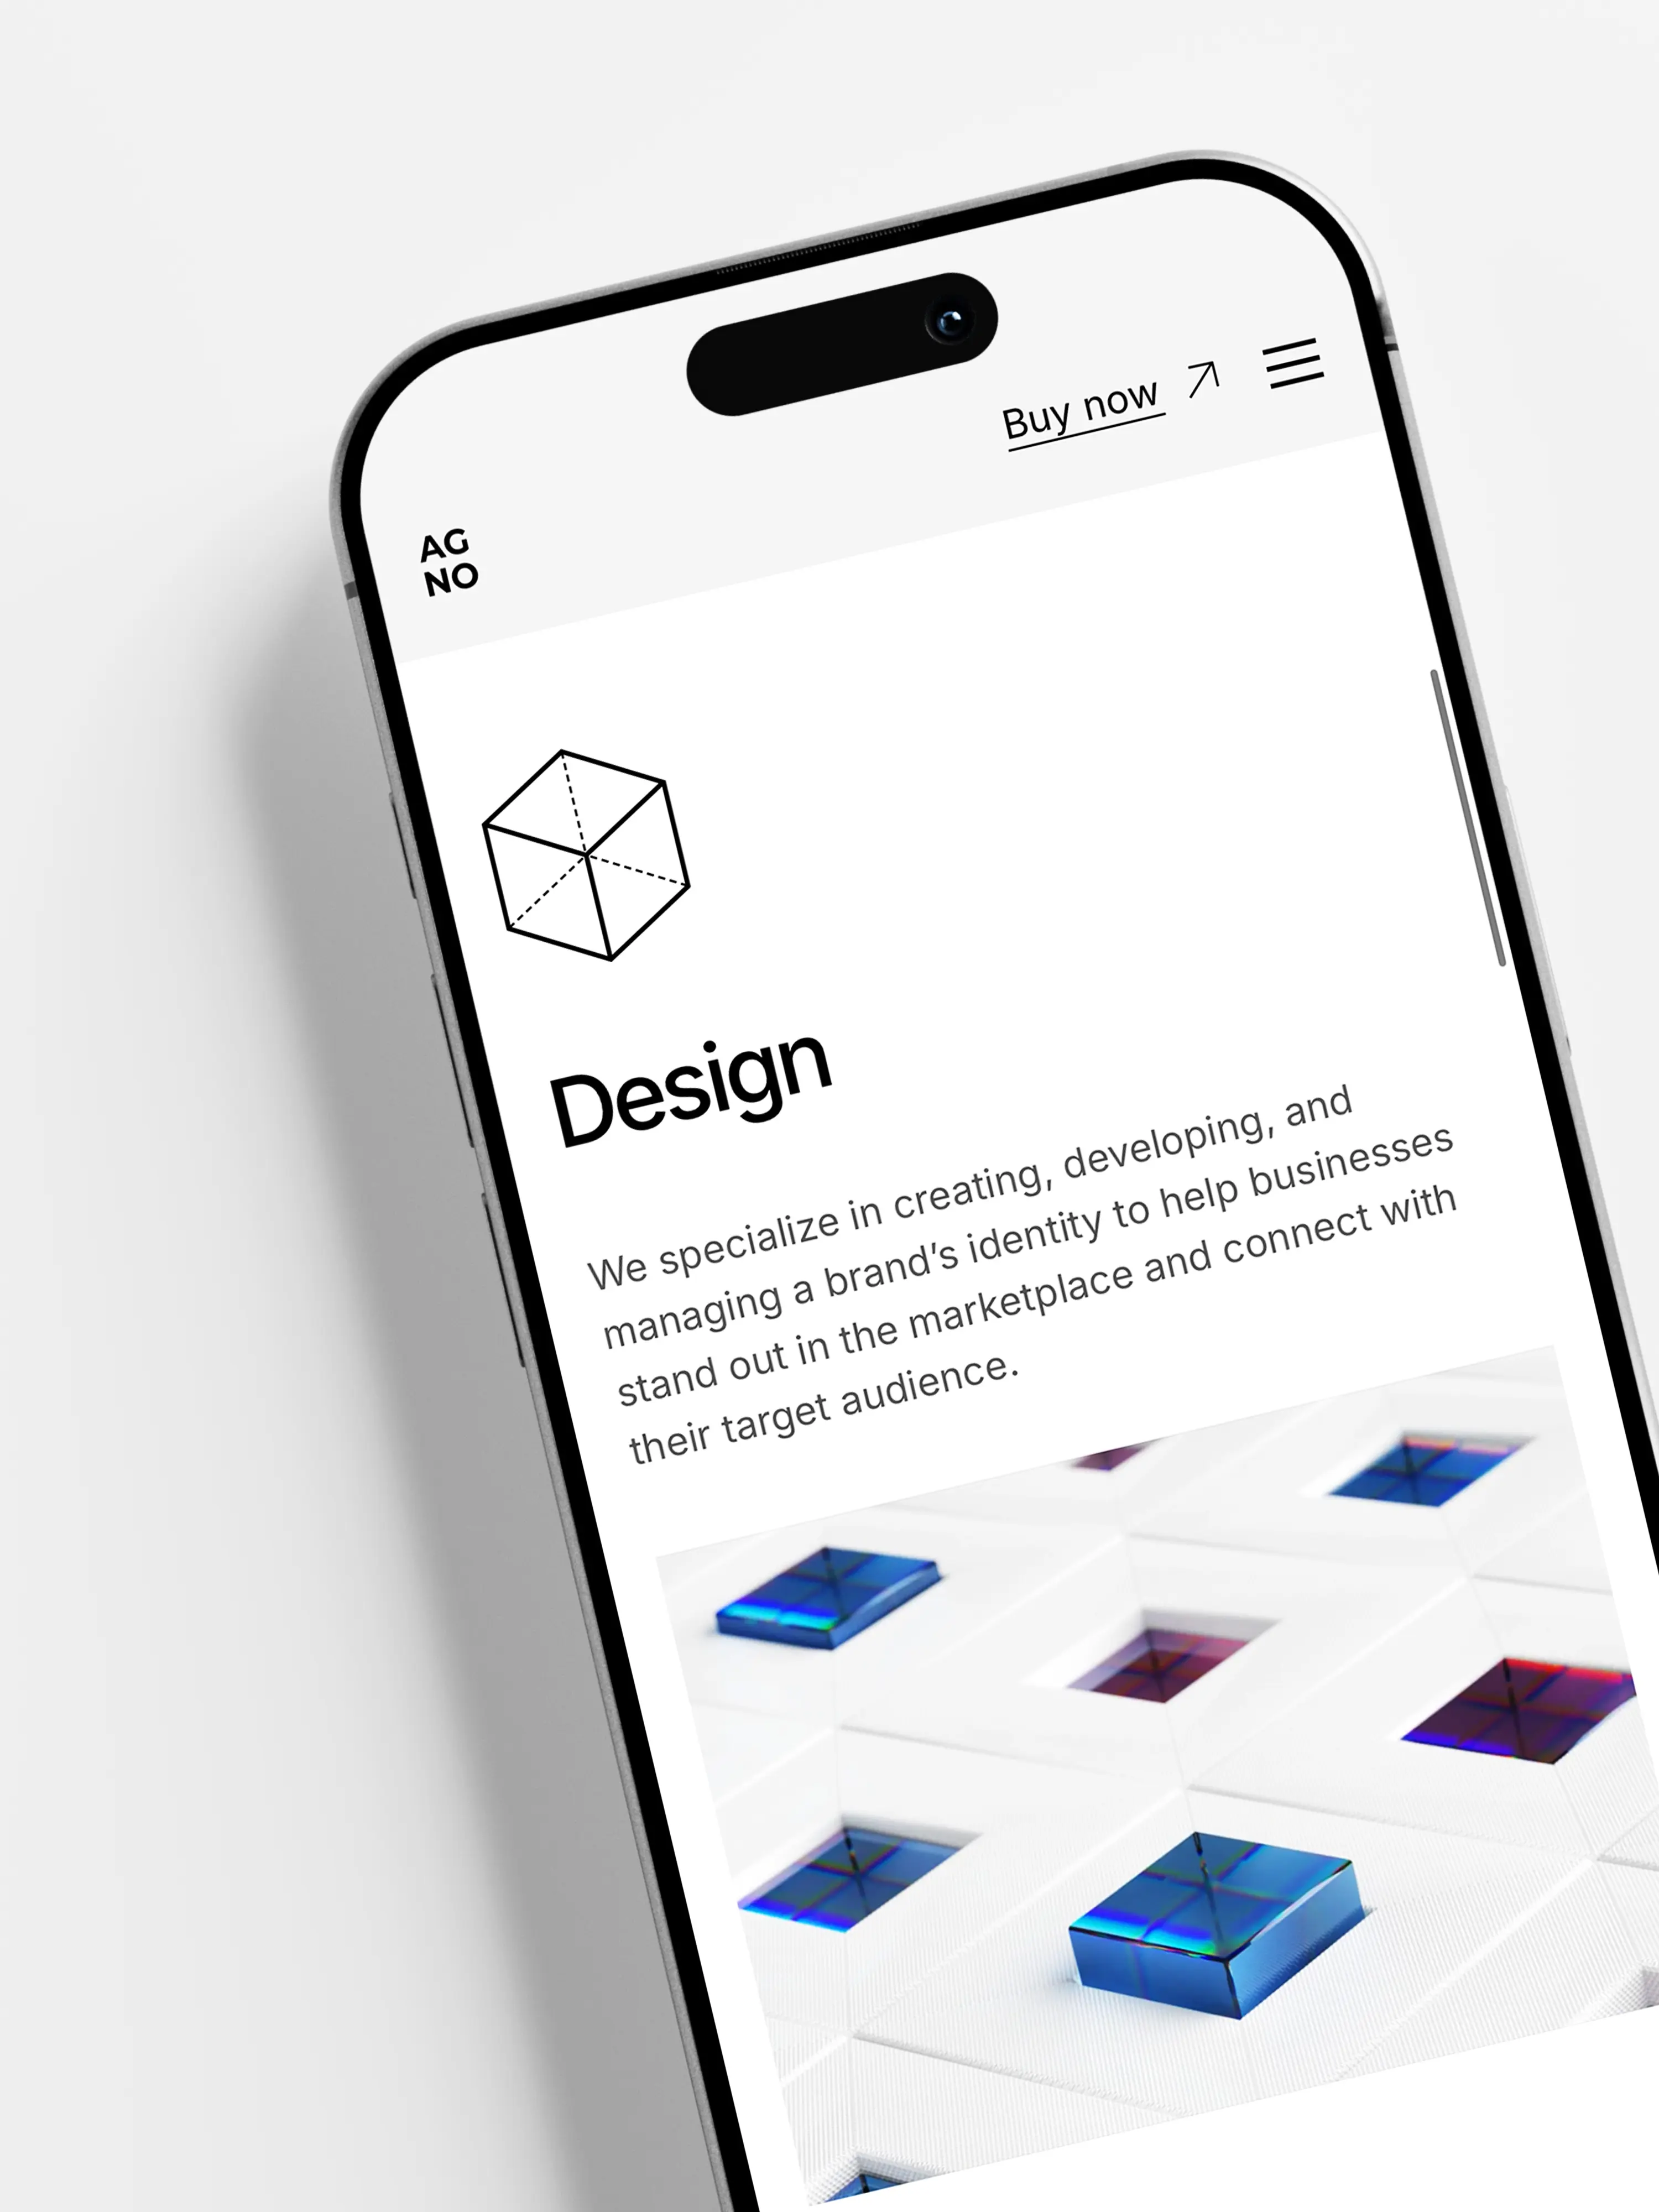 Buy now
AG
NO
Design
We specialize in creating, developing, and
managing a brand’s identity to help businesses
stand out in the marketplace and connect with
their target audience.